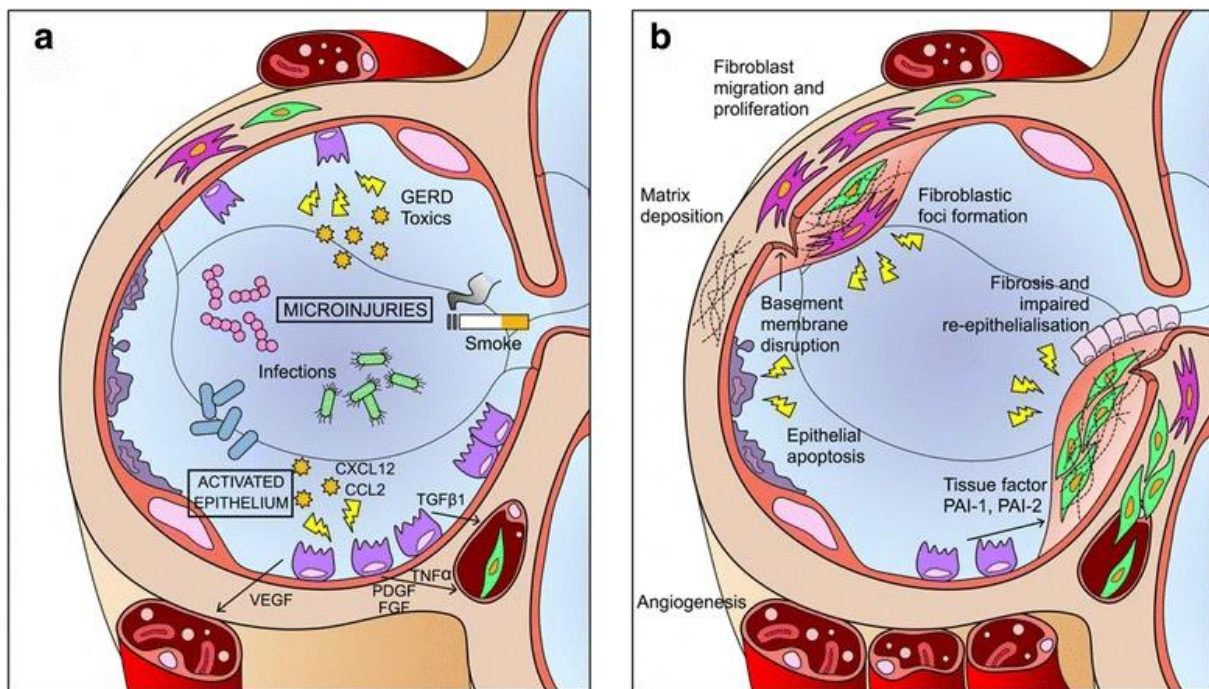 a
GERD
Toxics
MICROINJURIES
Smoke
Infections
ACTIVATED
EPITHELIUM
CXCL12
CCL2
TGFβ1
VEGF
TNFα
PDGF
FGF
b
Fibroblast
migration and
proliferation
Matrix
deposition
Fibroblastic
foci formation
Basement
membrane
disruption
Fibrosis and
impaired
re-epithelialisation
Epithelial
apoptosis
Tissue factor
PAI-1, PAI-2
Angiogenesis